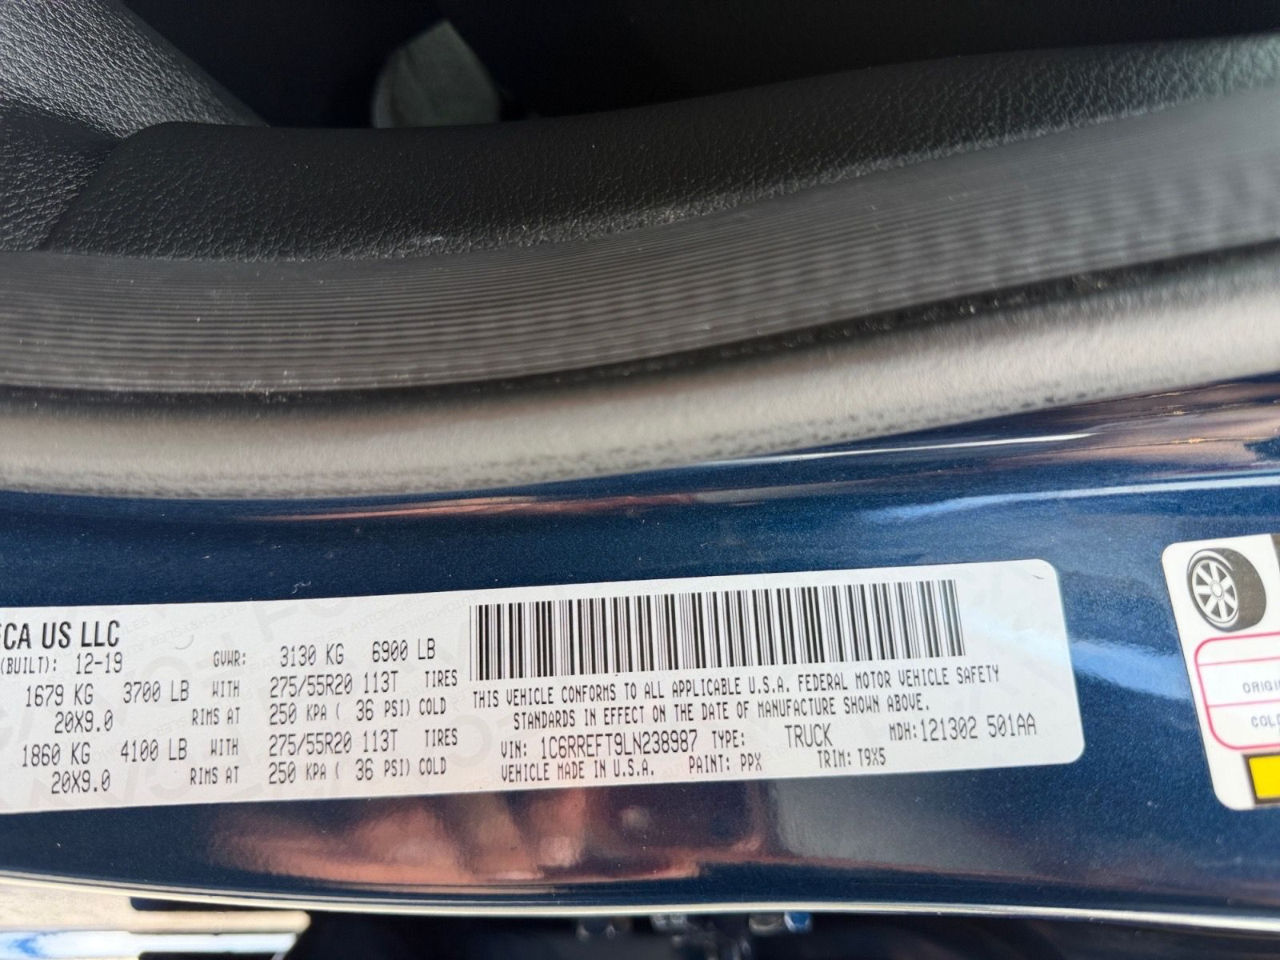 FCA US LLC
(BUILT): 12-19 GVWR: 3130 KG 6900 LB
1679 KG 3700 LB WITH 275/55R20 113T TIRES
20X9.0 RIMS AT 250 KPA ( 36 PSI) COLD
1860 KG 4100 LB WITH 275/55R20 113T TIRES
20X9.0 RIMS AT 250 KPA ( 36 PSI) COLD
THIS VEHICLE CONFORMS TO ALL APPLICABLE U.S.A. FEDERAL MOTOR VEHICLE SAFETY
STANDARDS IN EFFECT ON THE DATE OF MANUFACTURE SHOWN ABOVE.
VIN: 1C6RREFT9LN238987 TYPE: TRUCK MDH:121302 501AA
VEHICLE MADE IN U.S.A. PAINT: PPX TRIM: T9X5
ORIGI
COLD